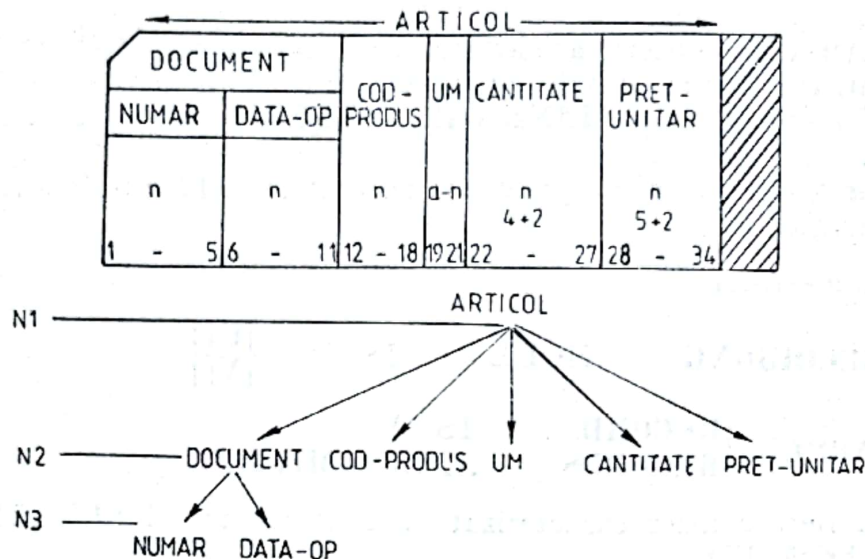 ARTICOL
DOCUMENT
COD- UM CANTITATE PRET-
NUMAR DATA-OP PRODUS UNITAR
n n n a-n n n
4+2 5+2
1 - 5 6 - 11 12 - 18 19 21 22 - 27 28 - 34
ARTICOL
N1
N2 DOCUMENT COD-PRODUS UM CANTITATE PRET-UNITAR
N3
NUMAR DATA-OP